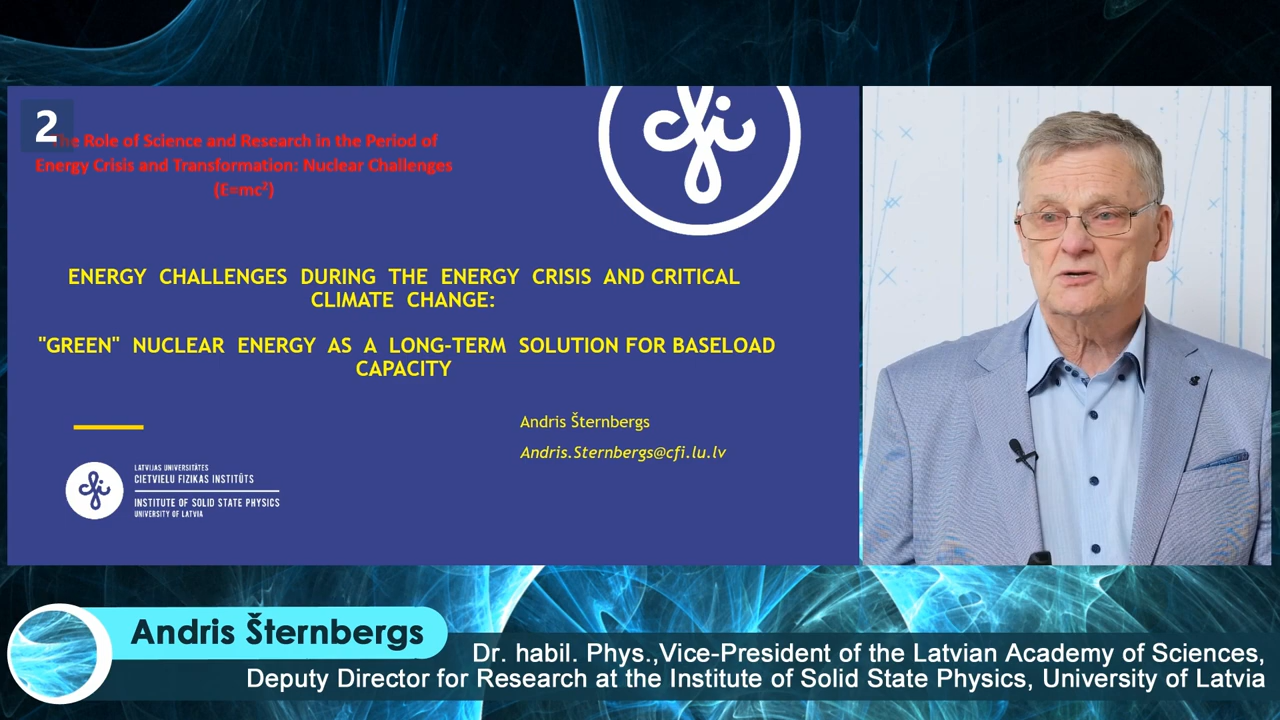 2
The Role of Science and Research in the Period of
Energy Crisis and Transformation: Nuclear Challenges
(E=mc²)
cfi
ENERGY CHALLENGES DURING THE ENERGY CRISIS AND CRITICAL
CLIMATE CHANGE:
"GREEN" NUCLEAR ENERGY AS A LONG-TERM SOLUTION FOR BASELOAD
CAPACITY
Andris Šternbergs
Andris.Sternbergs@cfi.lu.lv
cfi
LATVIJAS UNIVERSITĀTES
CIETVIELU FIZIKAS INSTITŪTS
INSTITUTE OF SOLID STATE PHYSICS
UNIVERSITY OF LATVIA
Andris Šternbergs
Dr. habil. Phys.,Vice-President of the Latvian Academy of Sciences,
Deputy Director for Research at the Institute of Solid State Physics, University of Latvia